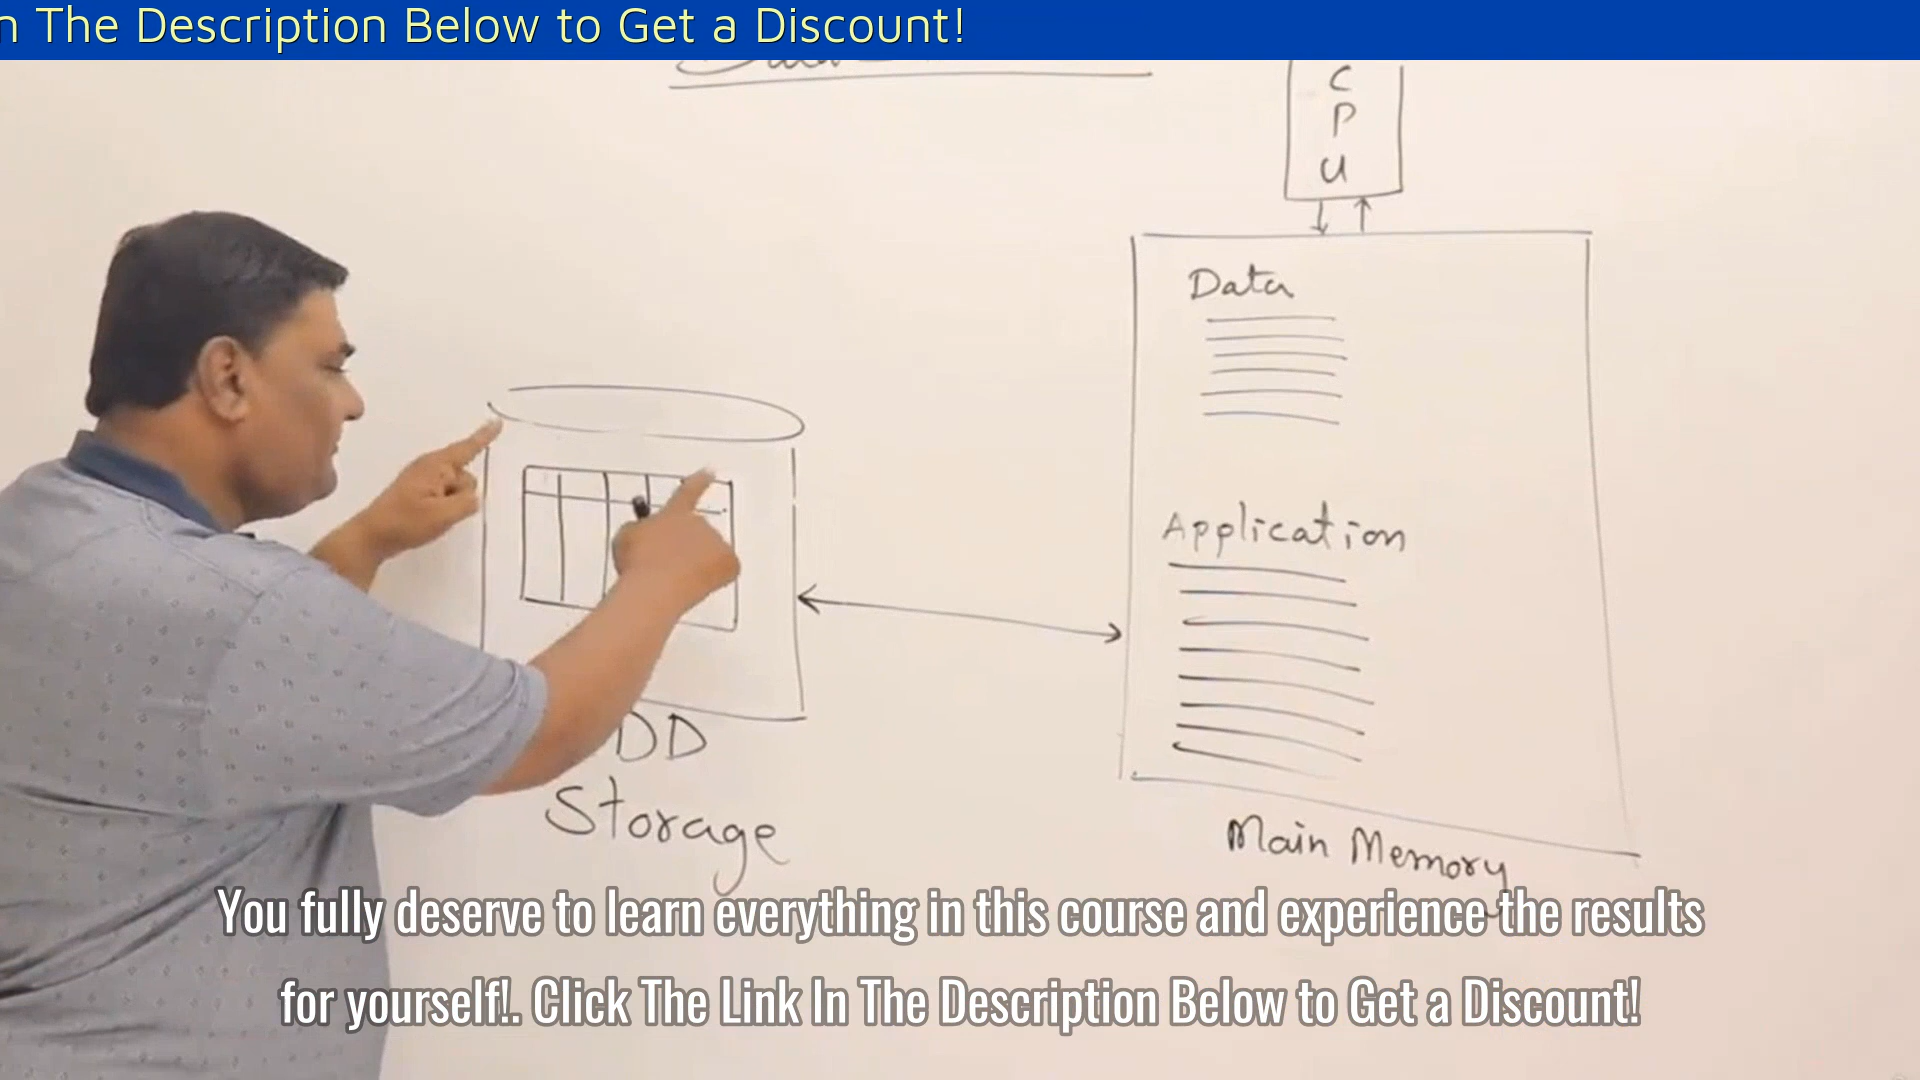 n The Description Below to Get a Discount!
C
P
U
Data
Application
DD
Storage
Main Memory
You fully deserve to learn everything in this course and experience the results
for yourself!. Click The Link In The Description Below to Get a Discount!